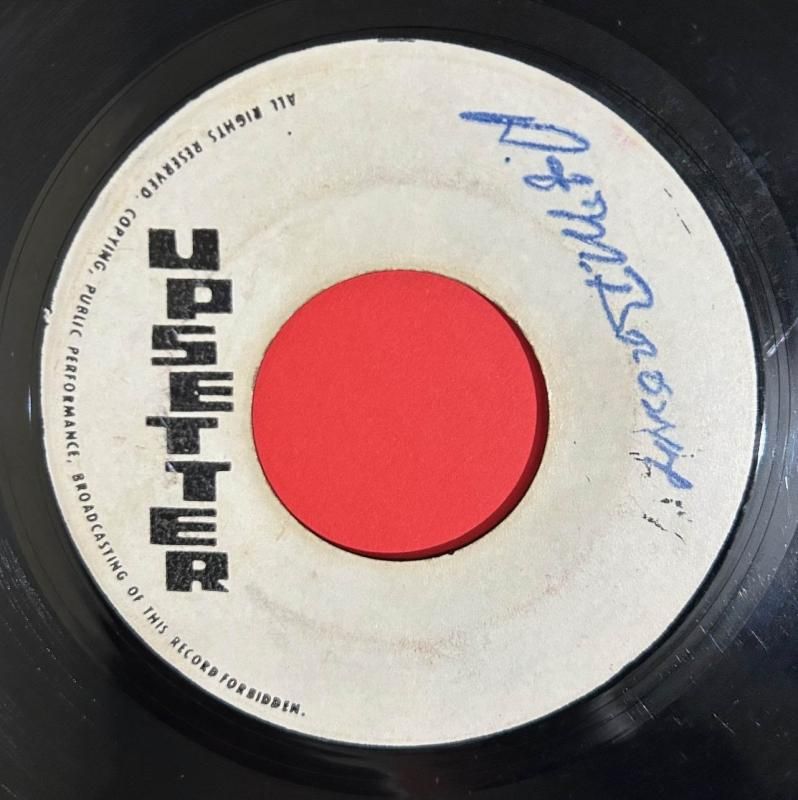 UPSETTER
ALL RIGHTS RESERVED. COPYING, PUBLIC PERFORMANCE, BROADCASTING OF THIS RECORD FORBIDDEN.